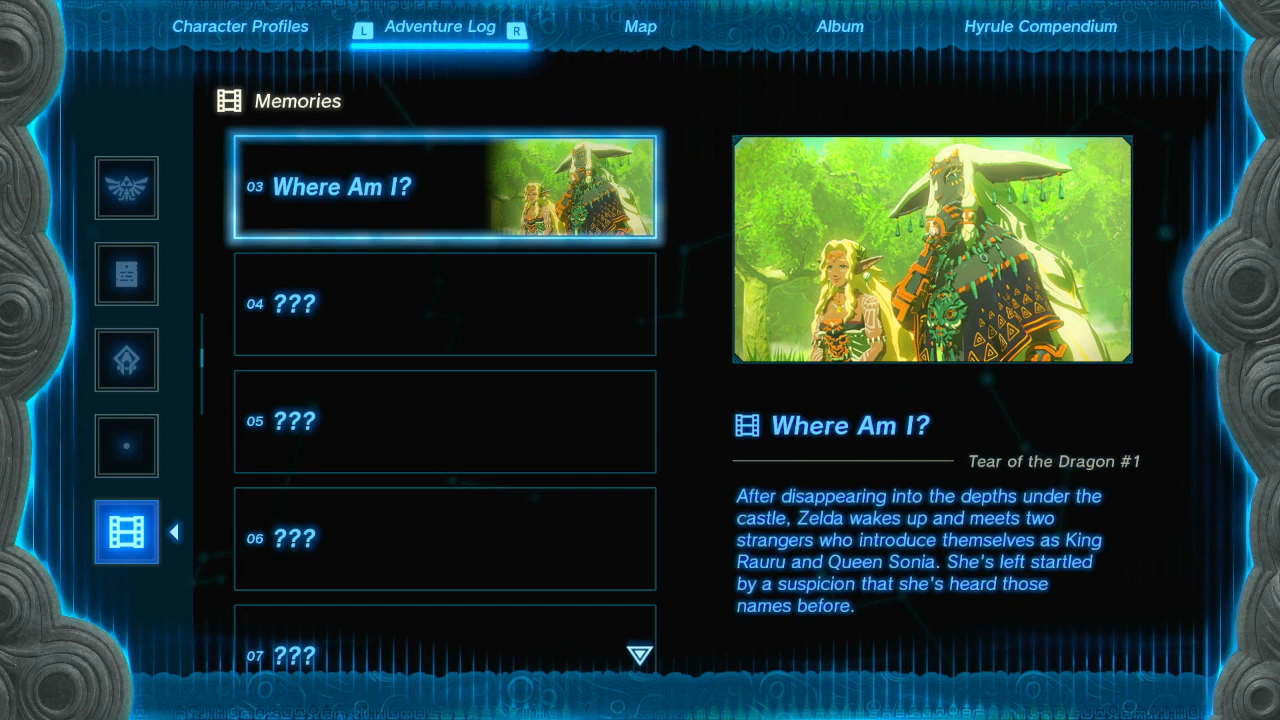 Character Profiles
L Adventure Log R
Map
Album
Hyrule Compendium
Memories
03 Where Am I?
04 ???
05 ???
06 ???
07 ???
Where Am I?
Tear of the Dragon #1
After disappearing into the depths under the
castle, Zelda wakes up and meets two
strangers who introduce themselves as King
Rauru and Queen Sonia. She's left startled
by a suspicion that she's heard those
names before.